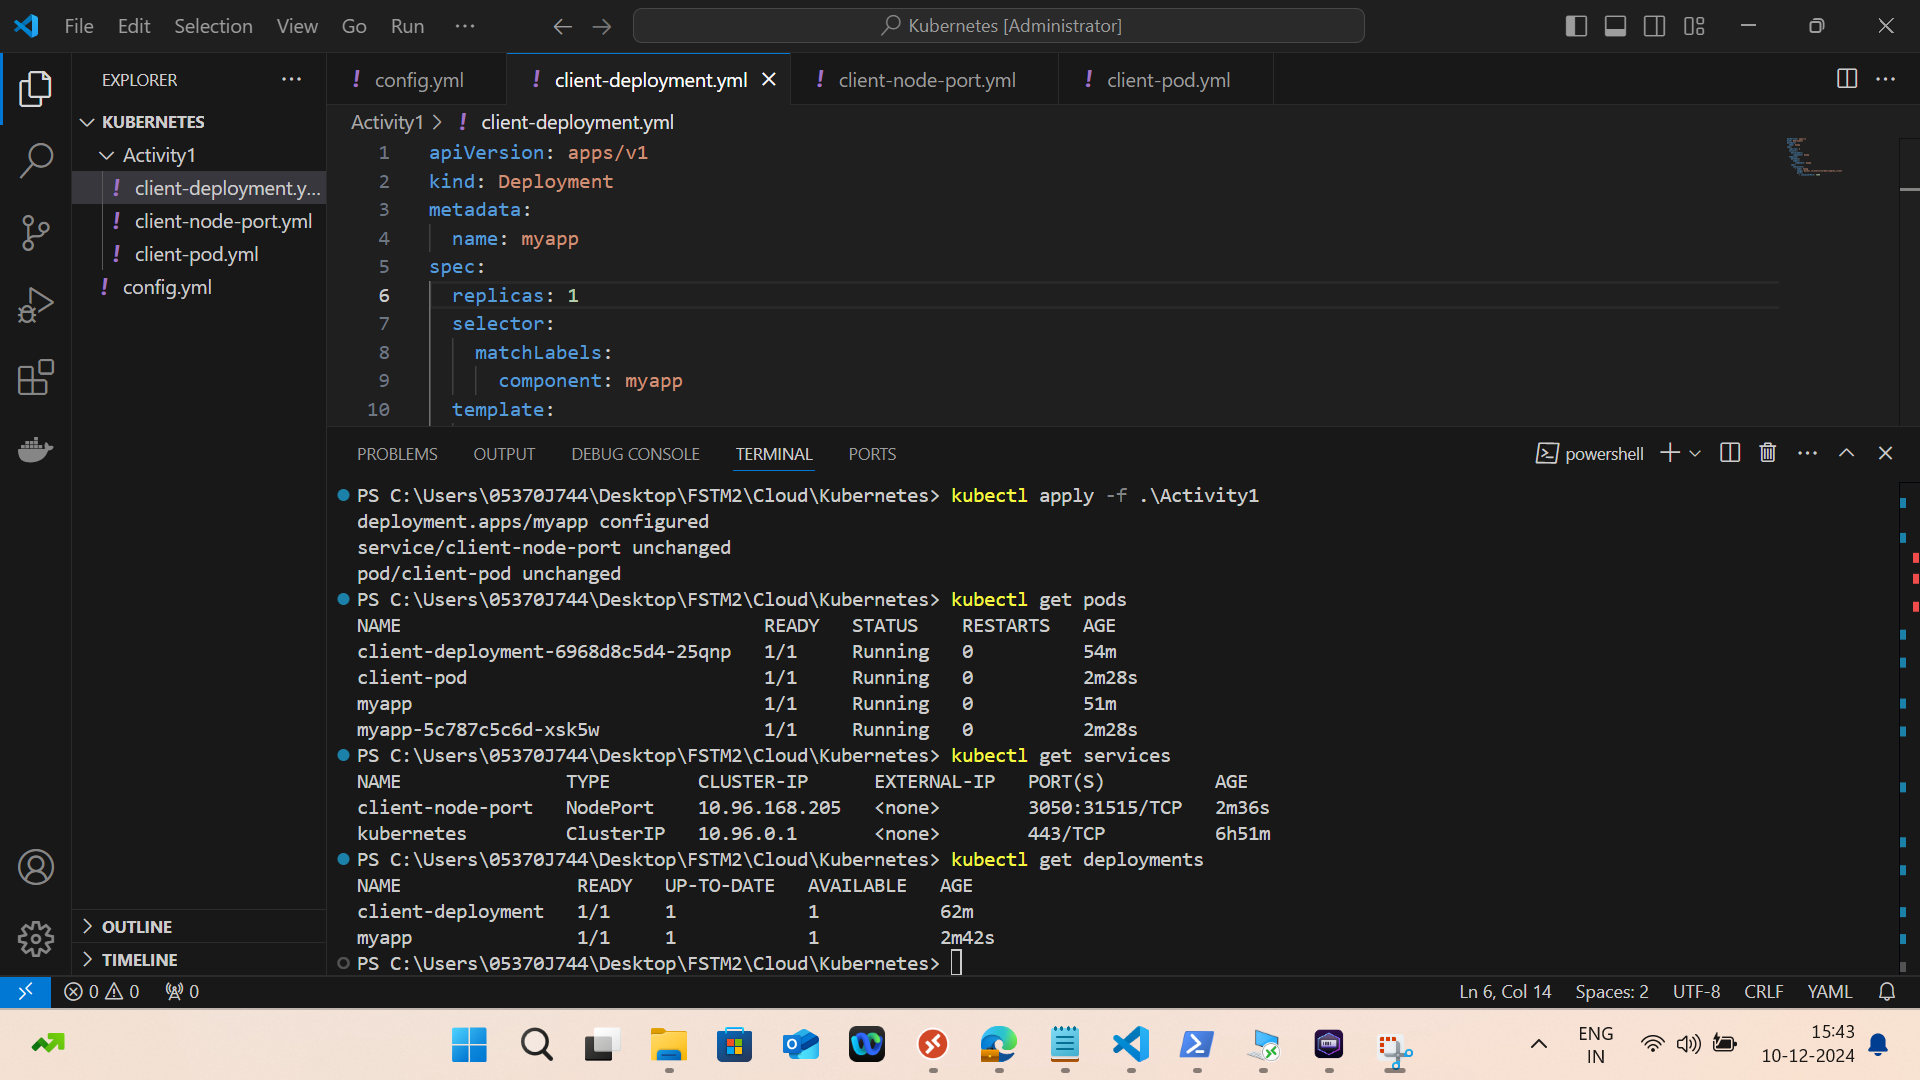 File Edit Selection View Go Run ···
Kubernetes [Administrator]
EXPLORER
KUBERNETES
Activity1
client-deployment.y...
client-node-port.yml
client-pod.yml
config.yml
OUTLINE
TIMELINE
config.yml
client-deployment.yml
client-node-port.yml
client-pod.yml
Activity1 > ! client-deployment.yml
1 apiVersion: apps/v1
2 kind: Deployment
3 metadata:
4 name: myapp
5 spec:
6 replicas: 1
7 selector:
8 matchLabels:
9 component: myapp
10 template:
PROBLEMS OUTPUT DEBUG CONSOLE TERMINAL PORTS
powershell
PS C:\Users\05370J744\Desktop\FSTM2\Cloud\Kubernetes> kubectl apply -f .\Activity1
deployment.apps/myapp configured
service/client-node-port unchanged
pod/client-pod unchanged
PS C:\Users\05370J744\Desktop\FSTM2\Cloud\Kubernetes> kubectl get pods
NAME READY STATUS RESTARTS AGE
client-deployment-6968d8c5d4-25qnp 1/1 Running 0 54m
client-pod 1/1 Running 0 2m28s
myapp 1/1 Running 0 51m
myapp-5c787c5c6d-xsk5w 1/1 Running 0 2m28s
PS C:\Users\05370J744\Desktop\FSTM2\Cloud\Kubernetes> kubectl get services
NAME TYPE CLUSTER-IP EXTERNAL-IP PORT(S) AGE
client-node-port NodePort 10.96.168.205 <none> 3050:31515/TCP 2m36s
kubernetes ClusterIP 10.96.0.1 <none> 443/TCP 6h51m
PS C:\Users\05370J744\Desktop\FSTM2\Cloud\Kubernetes> kubectl get deployments
NAME READY UP-TO-DATE AVAILABLE AGE
client-deployment 1/1 1 1 62m
myapp 1/1 1 1 2m42s
PS C:\Users\05370J744\Desktop\FSTM2\Cloud\Kubernetes>
0 0 0
Ln 6, Col 14 Spaces: 2 UTF-8 CRLF YAML
ENG
IN
15:43
10-12-2024